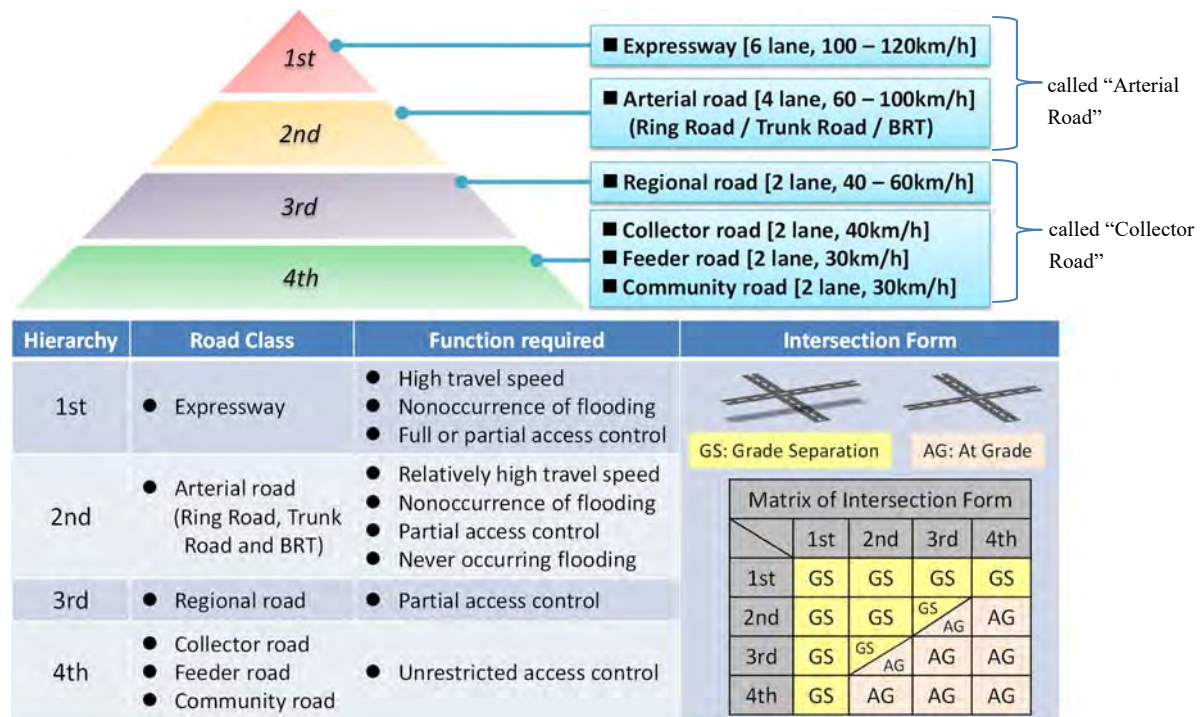 1st
■ Expressway [6 lane, 100 – 120km/h]
2nd
■ Arterial road [4 lane, 60 – 100km/h]
(Ring Road / Trunk Road / BRT)
called “Arterial
Road”
3rd
■ Regional road [2 lane, 40 – 60km/h]
4th
■ Collector road [2 lane, 40km/h]
■ Feeder road [2 lane, 30km/h]
■ Community road [2 lane, 30km/h]
called “Collector
Road”
Hierarchy Road Class Function required Intersection Form
1st
● Expressway
● High travel speed
● Nonoccurrence of flooding
● Full or partial access control
2nd
● Arterial road
(Ring Road, Trunk
Road and BRT)
● Relatively high travel speed
● Nonoccurrence of flooding
● Partial access control
● Never occurring flooding
3rd
● Regional road
● Partial access control
4th
● Collector road
● Feeder road
● Community road
● Unrestricted access control
GS: Grade Separation
AG: At Grade
Matrix of Intersection Form
1st 2nd 3rd 4th
1st GS GS GS GS
2nd GS GS GS AG AG
3rd GS GS AG AG AG
4th GS AG AG AG